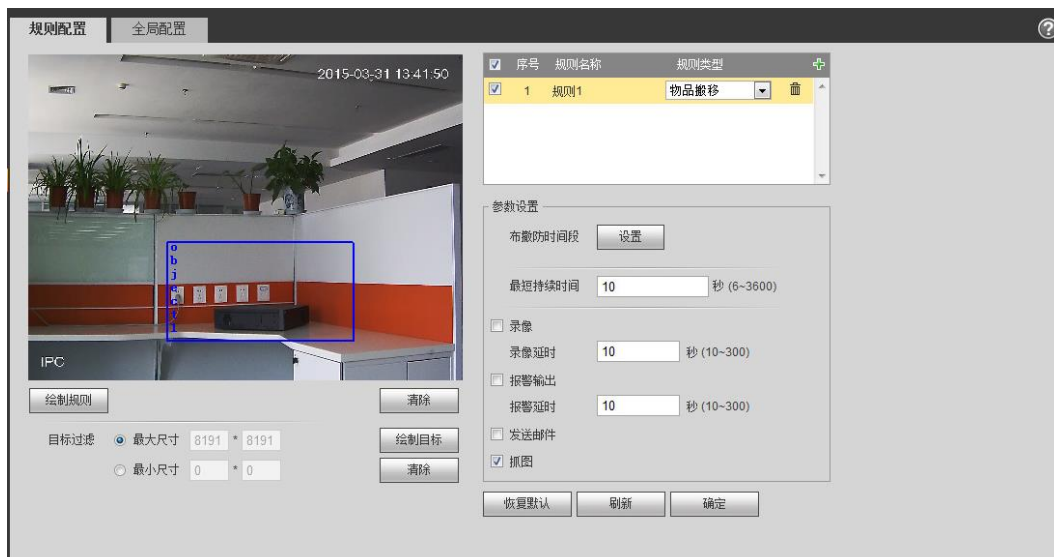 规则配置 全局配置
2015-03-31 13:41:50
object1
IPC
绘制规则 清除
目标过滤 最大尺寸 8191 * 8191 绘制目标
最小尺寸 0 * 0 清除
序号 规则名称 规则类型
1 规则1 物品搬移
参数设置
布撤防时间段 设置
最短持续时间 10 秒 (6~3600)
录像
录像延时 10 秒 (10~300)
报警输出
报警延时 10 秒 (10~300)
发送邮件
抓图
恢复默认 刷新 确定